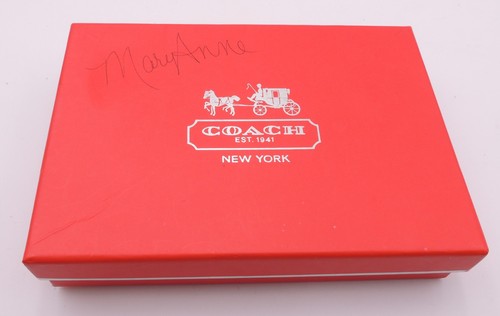 MaryAnne
COACH
EST. 1941
NEW YORK